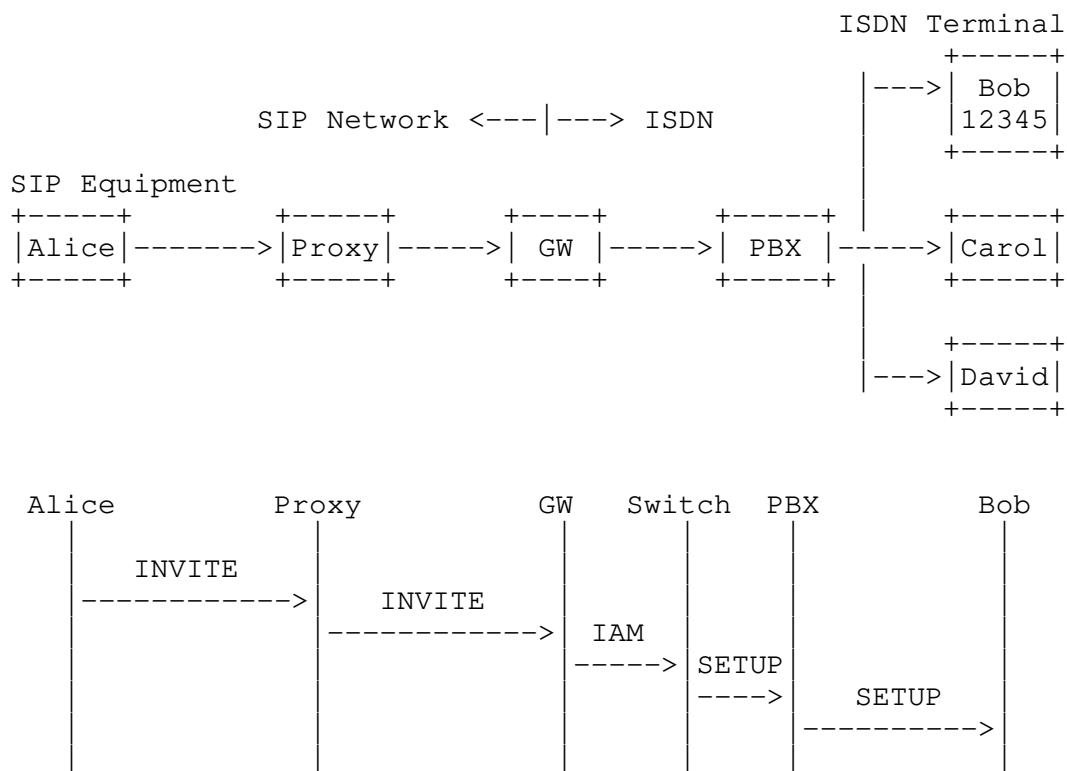 ISDN Terminal
Bob
SIP Network <---|---> ISDN 12345
SIP Equipment
Alice Proxy GW PBX Carol
David
Alice Proxy GW Switch PBX Bob
INVITE
INVITE
IAM
SETUP
SETUP